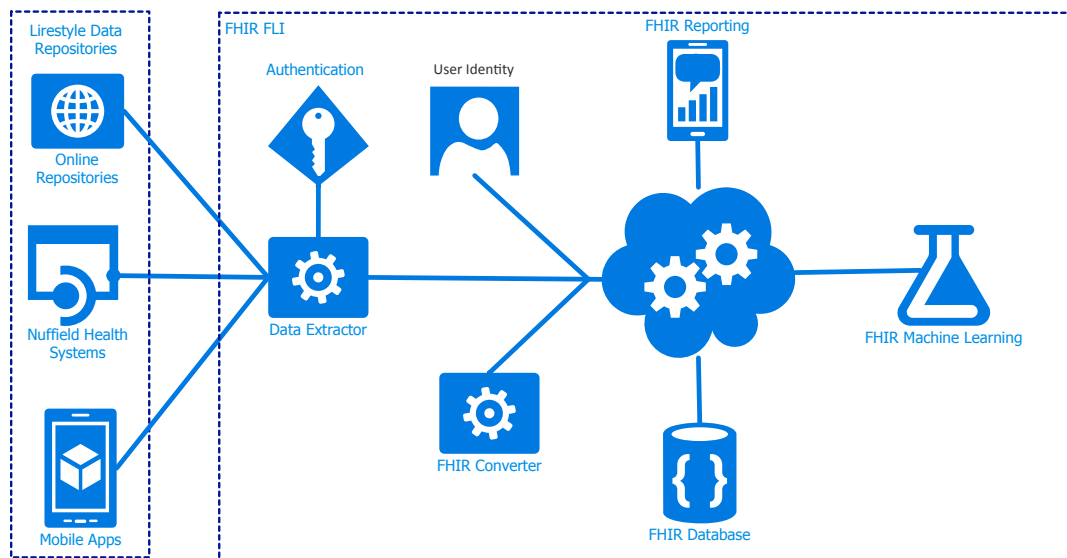 Lirestyle Data
Repositories
Online
Repositories
Nuffield Health
Systems
Mobile Apps
FHIR FLI
Authentication
User Identity
FHIR Reporting
Data Extractor
FHIR Converter
FHIR Machine Learning
FHIR Database